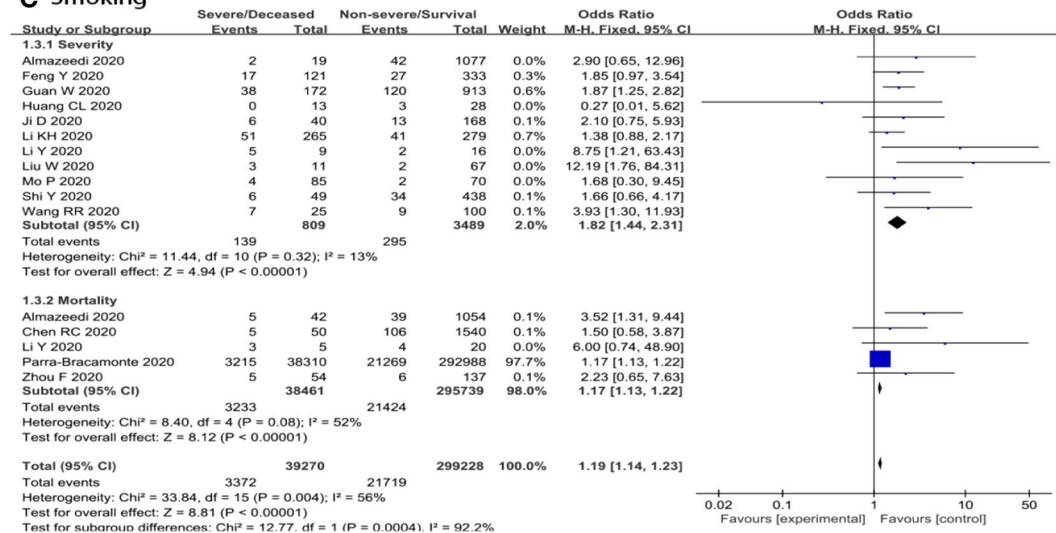 c Smoking
Severe/Deceased Non-severe/Survival Odds Ratio Odds Ratio
Study or Subgroup Events Total Events Total Weight M-H. Fixed. 95% CI M-H. Fixed. 95% CI
1.3.1 Severity
Almazeedi 2020 2 19 42 1077 0.0% 2.90 [0.65, 12.96]
Feng Y 2020 17 121 27 333 0.3% 1.85 [0.97, 3.54]
Guan W 2020 38 172 120 913 0.6% 1.87 [1.25, 2.82]
Huang CL 2020 0 13 3 28 0.0% 0.27 [0.01, 5.62]
Ji D 2020 6 40 13 168 0.1% 2.10 [0.75, 5.93]
Li KH 2020 51 265 41 279 0.7% 1.38 [0.88, 2.17]
Li Y 2020 5 9 2 16 0.0% 8.75 [1.21, 63.43]
Liu W 2020 3 11 2 67 0.0% 12.19 [1.76, 84.31]
Mo P 2020 4 85 2 70 0.0% 1.68 [0.30, 9.45]
Shi Y 2020 6 49 34 438 0.1% 1.66 [0.66, 4.17]
Wang RR 2020 7 25 9 100 0.1% 3.93 [1.30, 11.93]
Subtotal (95% CI) 809 3489 2.0% 1.82 [1.44, 2.31]
Total events 139 295
Heterogeneity: Chi² = 11.44, df = 10 (P = 0.32); I² = 13%
Test for overall effect: Z = 4.94 (P < 0.00001)
1.3.2 Mortality
Almazeedi 2020 5 42 39 1054 0.1% 3.52 [1.31, 9.44]
Chen RC 2020 5 50 106 1540 0.1% 1.50 [0.58, 3.87]
Li Y 2020 3 5 4 20 0.0% 6.00 [0.74, 48.90]
Parra-Bracamonte 2020 3215 38310 21269 292988 97.7% 1.17 [1.13, 1.22]
Zhou F 2020 5 54 6 137 0.1% 2.23 [0.65, 7.63]
Subtotal (95% CI) 38461 295739 98.0% 1.17 [1.13, 1.22]
Total events 3233 21424
Heterogeneity: Chi² = 8.40, df = 4 (P = 0.08); I² = 52%
Test for overall effect: Z = 8.12 (P < 0.00001)
Total (95% CI) 39270 299228 100.0% 1.19 [1.14, 1.23]
Total events 3372 21719
Heterogeneity: Chi² = 33.84, df = 15 (P = 0.004); I² = 56%
Test for overall effect: Z = 8.81 (P < 0.00001)
Test for subgroup differences: Chi² = 12.77. df = 1 (P = 0.0004). I² = 92.2%
0.02 0.1 1 10 50
Favours [experimental] Favours [control]